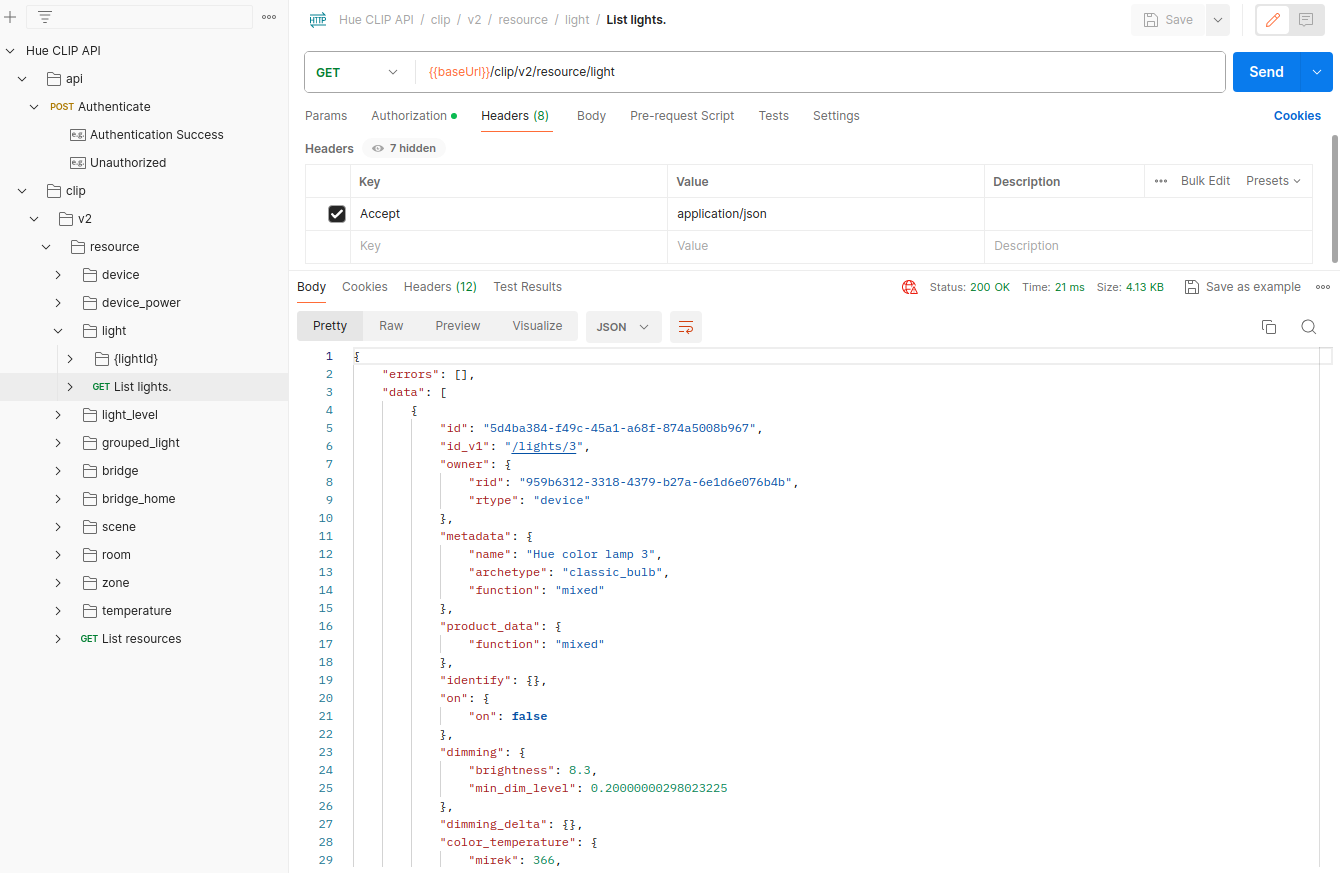 HTTP Hue CLIP API / clip / v2 / resource / light / List lights. Save
Hue CLIP API
api
POST Authenticate
e.g. Authentication Success
e.g. Unauthorized
clip
v2
resource
device
device_power
light
{lightId}
GET List lights.
light_level
grouped_light
bridge
bridge_home
scene
room
zone
temperature
GET List resources
GET {{baseUrl}}/clip/v2/resource/light Send
Params Authorization Headers (8) Body Pre-request Script Tests Settings Cookies
Headers 7 hidden
Key Value Description Bulk Edit Presets
Accept application/json
Key Value Description
Body Cookies Headers (12) Test Results Status: 200 OK Time: 21 ms Size: 4.13 KB Save as example
Pretty Raw Preview Visualize JSON
1 {
2 "errors": [],
3 "data": [
4 {
5 "id": "5d4ba384-f49c-45a1-a68f-874a5008b967",
6 "id_v1": "/lights/3",
7 "owner": {
8 "rid": "959b6312-3318-4379-b27a-6e1d6e076b4b",
9 "rtype": "device"
10 },
11 "metadata": {
12 "name": "Hue color lamp 3",
13 "archetype": "classic_bulb",
14 "function": "mixed"
15 },
16 "product_data": {
17 "function": "mixed"
18 },
19 "identify": {},
20 "on": {
21 "on": false
22 },
23 "dimming": {
24 "brightness": 8.3,
25 "min_dim_level": 0.20000000298023225
26 },
27 "dimming_delta": {},
28 "color_temperature": {
29 "mirek": 366,